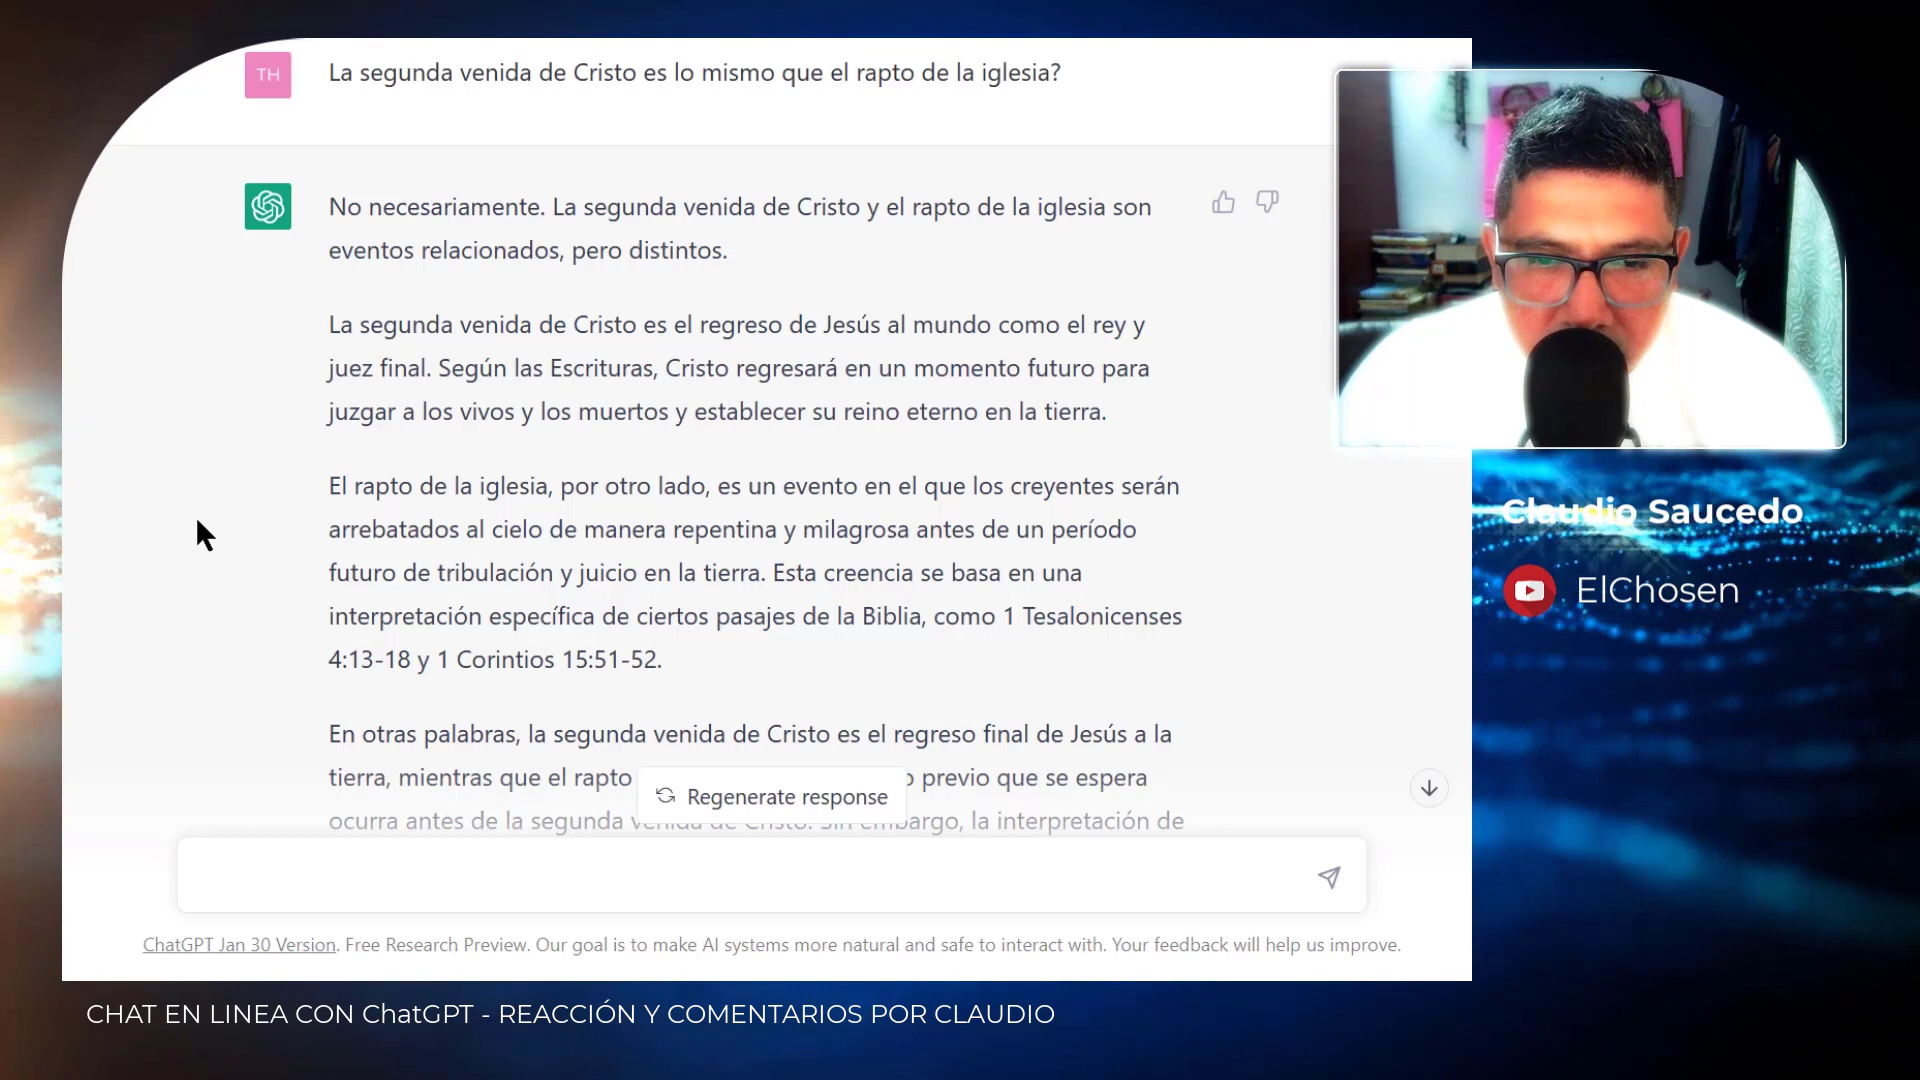 TH
La segunda venida de Cristo es lo mismo que el rapto de la iglesia?
No necesariamente. La segunda venida de Cristo y el rapto de la iglesia son
eventos relacionados, pero distintos.
La segunda venida de Cristo es el regreso de Jesús al mundo como el rey y
juez final. Según las Escrituras, Cristo regresará en un momento futuro para
juzgar a los vivos y los muertos y establecer su reino eterno en la tierra.
El rapto de la iglesia, por otro lado, es un evento en el que los creyentes serán
arrebatados al cielo de manera repentina y milagrosa antes de un período
futuro de tribulación y juicio en la tierra. Esta creencia se basa en una
interpretación específica de ciertos pasajes de la Biblia, como 1 Tesalonicenses
4:13-18 y 1 Corintios 15:51-52.
En otras palabras, la segunda venida de Cristo es el regreso final de Jesús a la
tierra, mientras que el rapto previo que se espera
ocurra antes de la segunda venida de Cristo. Sin embargo, la interpretación de
Regenerate response
ChatGPT Jan 30 Version. Free Research Preview. Our goal is to make AI systems more natural and safe to interact with. Your feedback will help us improve.
Claudio Saucedo
ElChosen
CHAT EN LINEA CON ChatGPT - REACCIÓN Y COMENTARIOS POR CLAUDIO